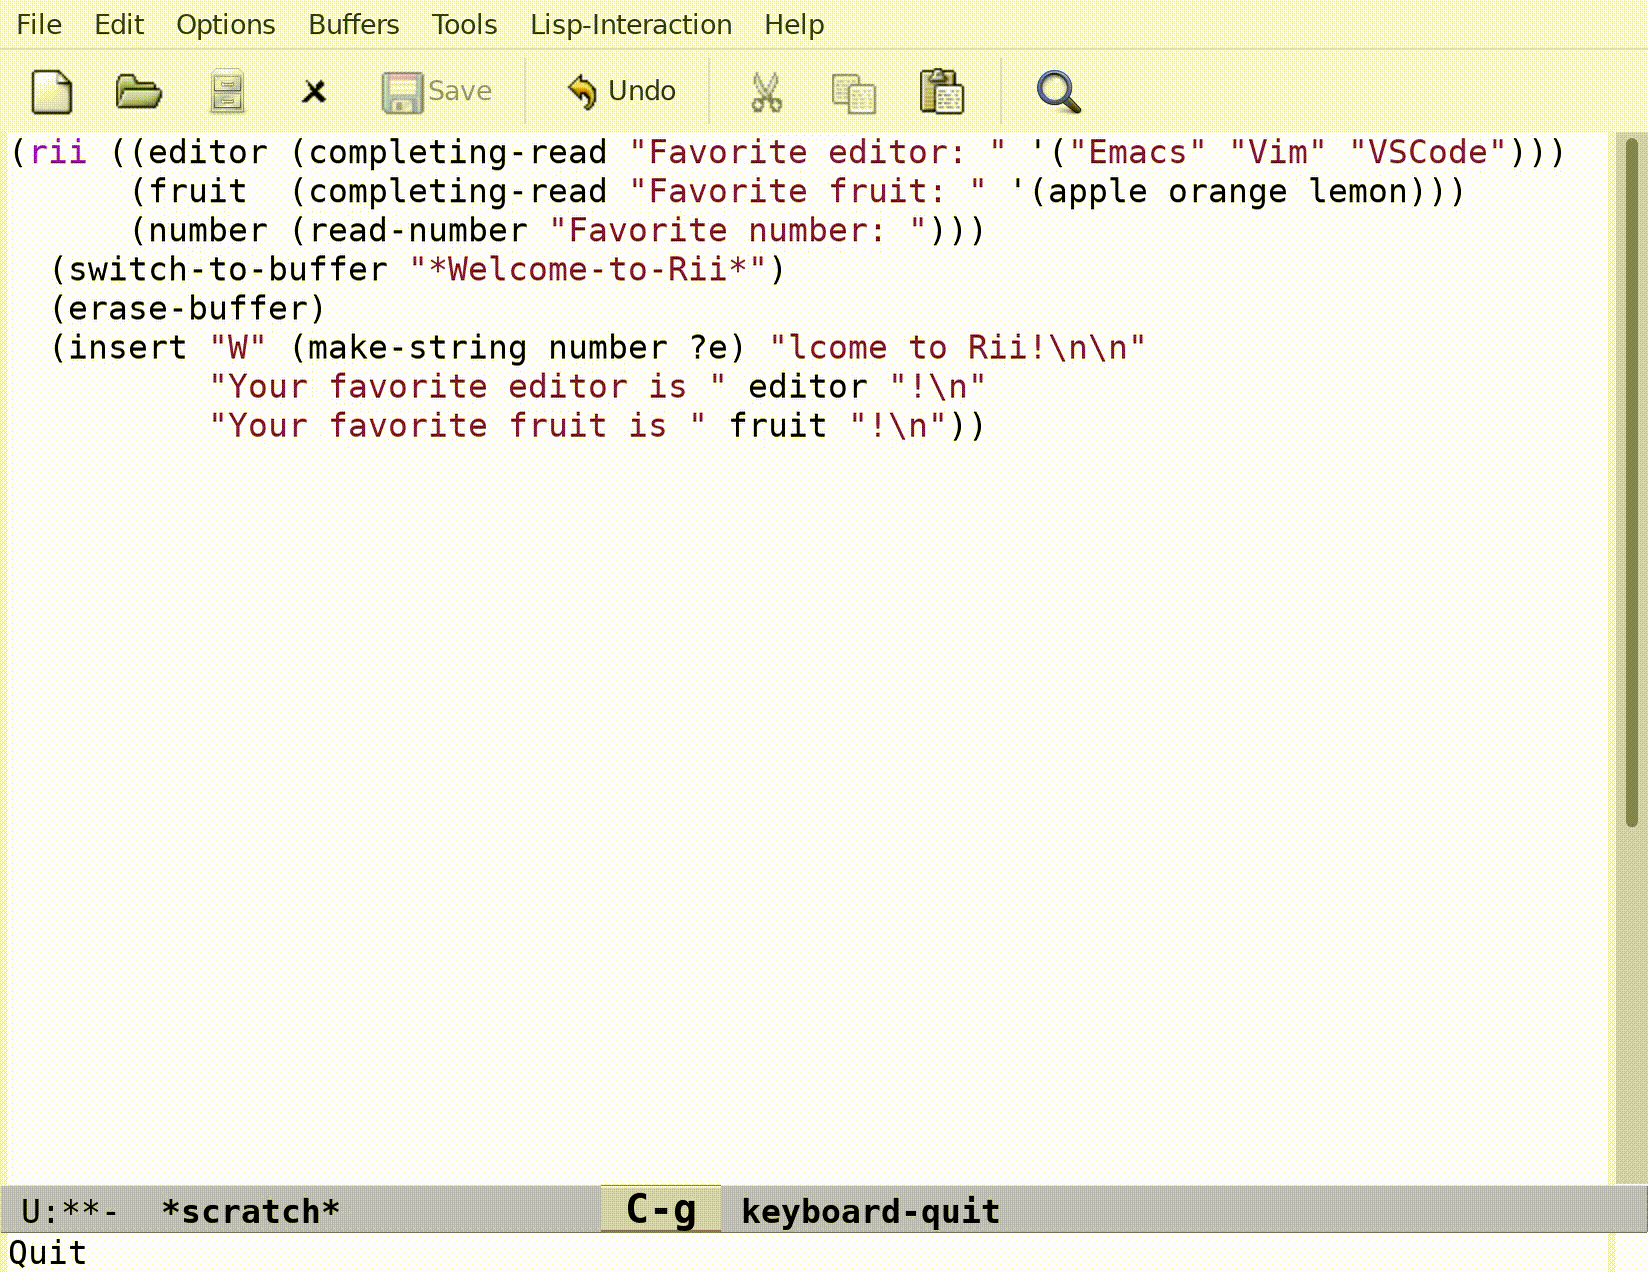 File Edit Options Buffers Tools Lisp-Interaction Help
Save Undo
(rii ((editor (completing-read "Favorite editor: " '("Emacs" "Vim" "VSCode")))
      (fruit  (completing-read "Favorite fruit: " '(apple orange lemon)))
      (number (read-number "Favorite number: ")))
  (switch-to-buffer "*Welcome-to-Rii*")
  (erase-buffer)
  (insert "W" (make-string number ?e) "lcome to Rii!\n\n"
          "Your favorite editor is " editor "!\n"
          "Your favorite fruit is " fruit "!\n"))
U:**-  *scratch* C-g keyboard-quit
Quit